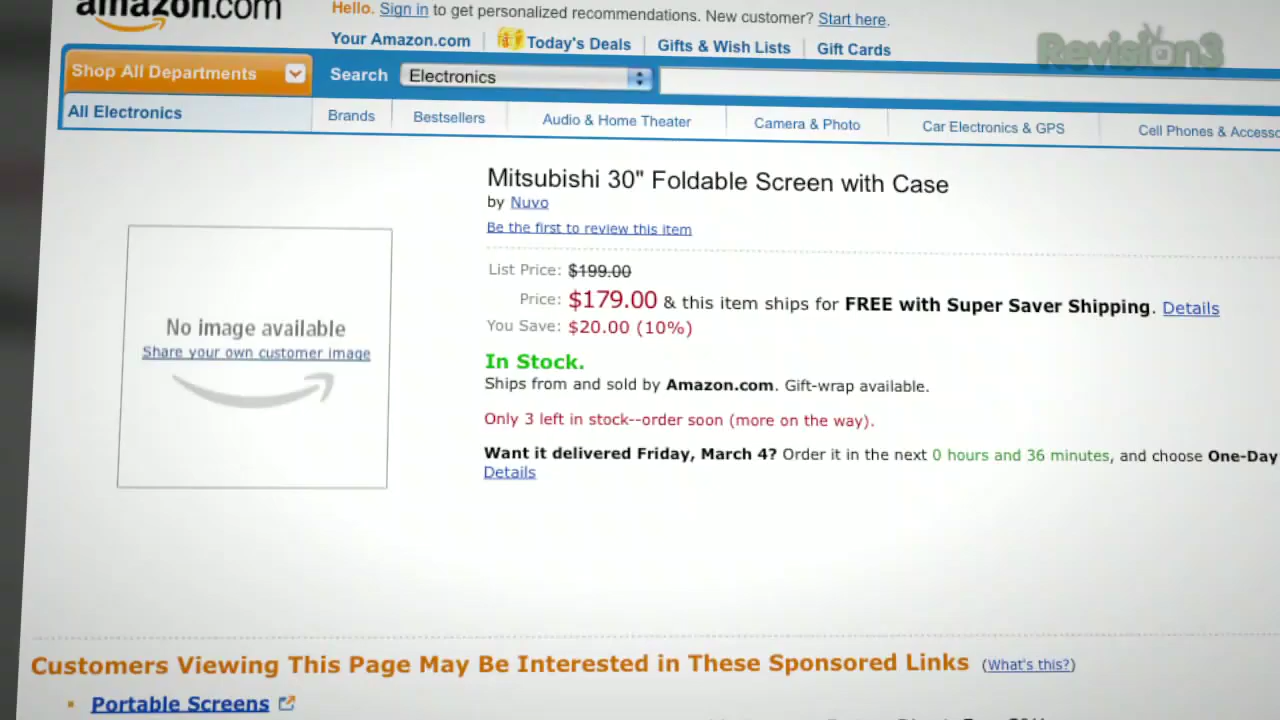 amazon.com
Hello. Sign in to get personalized recommendations. New customer? Start here.
Your Amazon.com Today's Deals Gifts & Wish Lists Gift Cards
Revision3
Shop All Departments Search Electronics
All Electronics Brands Bestsellers Audio & Home Theater Camera & Photo Car Electronics & GPS Cell Phones & Accesso
Mitsubishi 30" Foldable Screen with Case
by Nuvo
Be the first to review this item
List Price: $199.00
Price: $179.00 & this item ships for FREE with Super Saver Shipping. Details
You Save: $20.00 (10%)
No image available
Share your own customer image
In Stock.
Ships from and sold by Amazon.com. Gift-wrap available.
Only 3 left in stock--order soon (more on the way).
Want it delivered Friday, March 4? Order it in the next 0 hours and 36 minutes, and choose One-Day
Details
Customers Viewing This Page May Be Interested in These Sponsored Links (What's this?)
Portable Screens